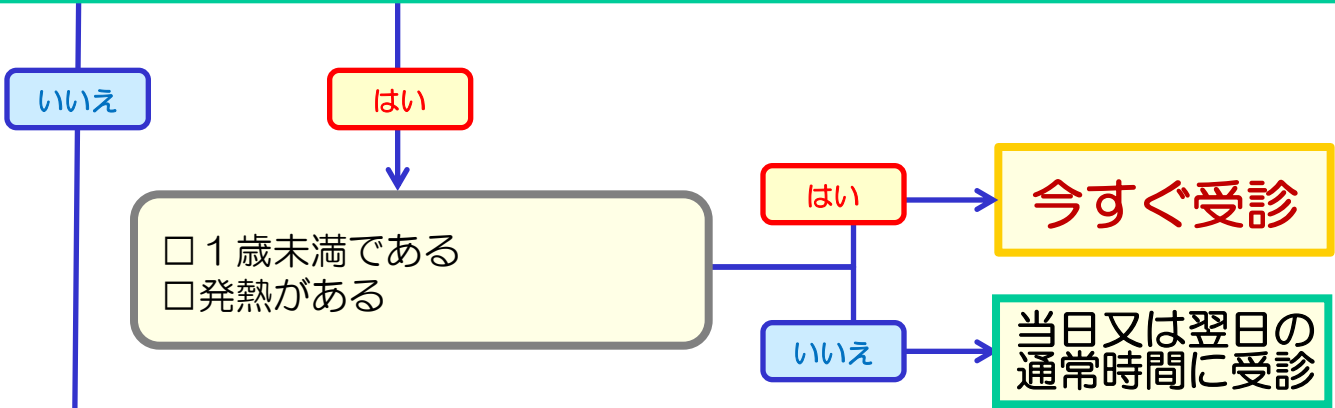 いいえ
はい
□１歳未満である
□発熱がある
はい
今すぐ受診
いいえ
当日又は翌日の
通常時間に受診